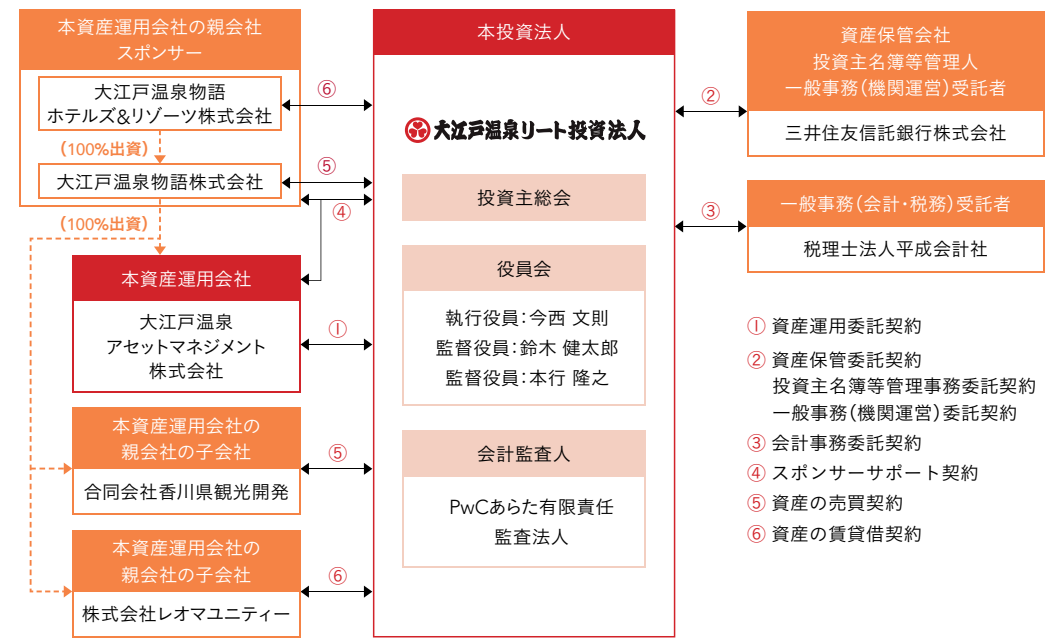 本資産運用会社の親会社
スポンサー
大江戸温泉物語
ホテルズ&リゾーツ株式会社
(100%出資)
大江戸温泉物語株式会社
(100%出資)
本資産運用会社
大江戸温泉
アセットマネジメント
株式会社
本資産運用会社の
親会社の子会社
合同会社香川県観光開発
本資産運用会社の
親会社の子会社
株式会社レオマユニティー
⑥
⑤
④
①
⑤
⑥
本投資法人
大江戸温泉リート投資法人
投資主総会
役員会
執行役員:今西 文則
監督役員:鈴木 健太郎
監督役員:本行 隆之
会計監査人
PwCあらた有限責任
監査法人
②
③
資産保管会社
投資主名簿等管理人
一般事務(機関運営)受託者
三井住友信託銀行株式会社
一般事務(会計・税務)受託者
税理士法人平成会計社
① 資産運用委託契約
② 資産保管委託契約
投資主名簿等管理事務委託契約
一般事務(機関運営)委託契約
③ 会計事務委託契約
④ スポンサーサポート契約
⑤ 資産の売買契約
⑥ 資産の賃貸借契約